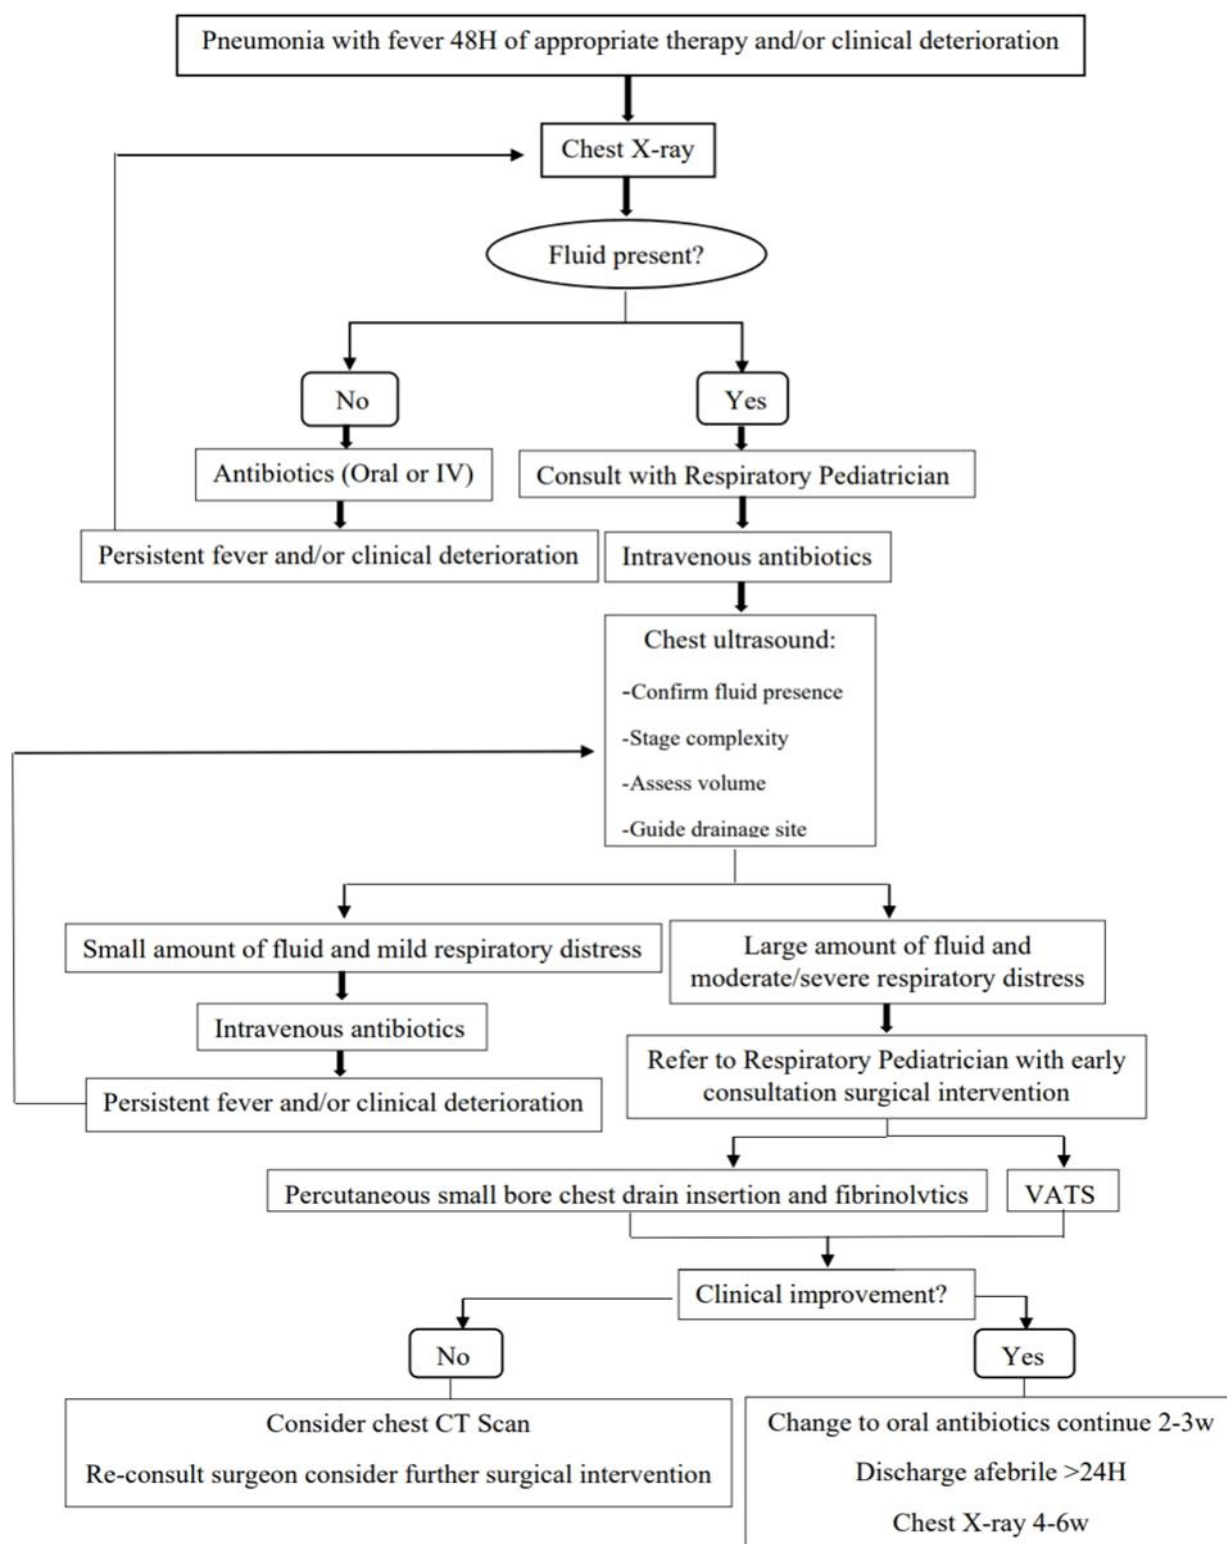 Pneumonia with fever 48H of appropriate therapy and/or clinical deterioration
Chest X-ray
Fluid present?
No
Yes
Antibiotics (Oral or IV)
Consult with Respiratory Pediatrician
Persistent fever and/or clinical deterioration
Intravenous antibiotics
Chest ultrasound:
-Confirm fluid presence
-Stage complexity
-Assess volume
-Guide drainage site
Small amount of fluid and mild respiratory distress
Large amount of fluid and
moderate/severe respiratory distress
Intravenous antibiotics
Refer to Respiratory Pediatrician with early
consultation surgical intervention
Persistent fever and/or clinical deterioration
Percutaneous small bore chest drain insertion and fibrinolytics
VATS
Clinical improvement?
No
Yes
Consider chest CT Scan
Re-consult surgeon consider further surgical intervention
Change to oral antibiotics continue 2-3w
Discharge afebrile >24H
Chest X-ray 4-6w